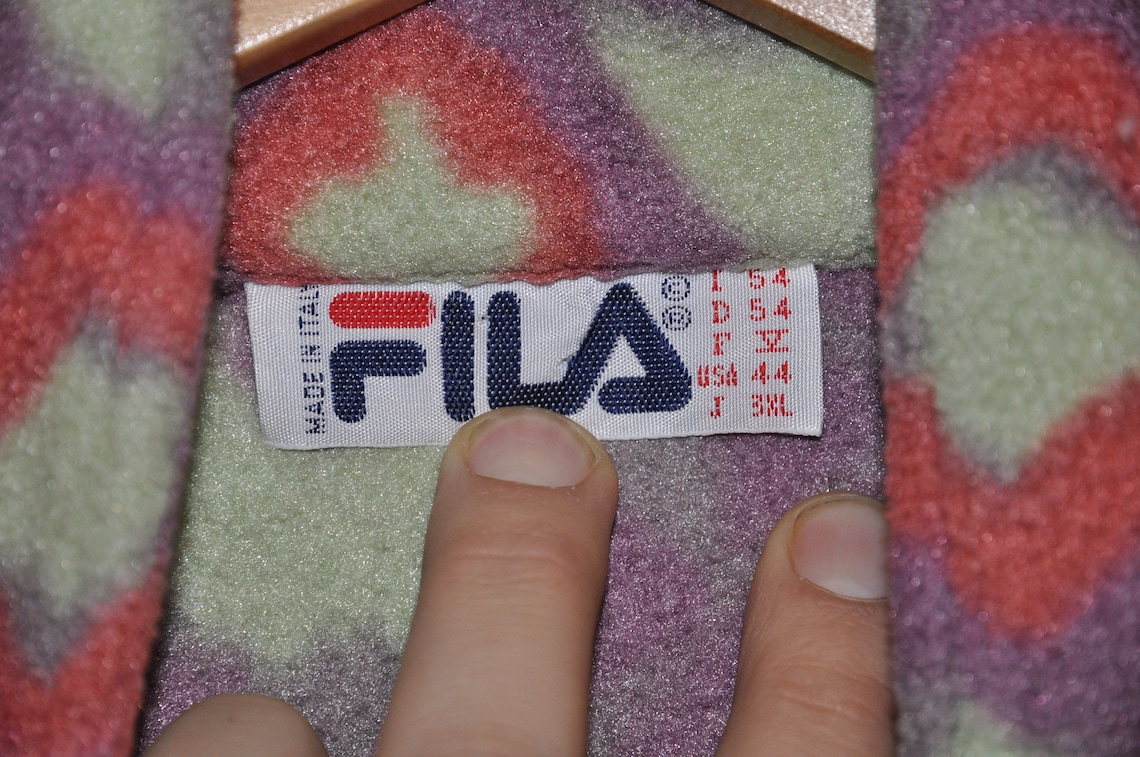 MADE IN ITALY
FILA
® ®
I 54
D 54
F V
USA 44
J 3XL